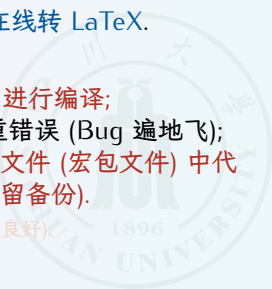 在线转 LaTeX.
进行编译;
错误 (Bug 遍地飞);
文件 (宏包文件) 中代
留备份).
良好)
1896